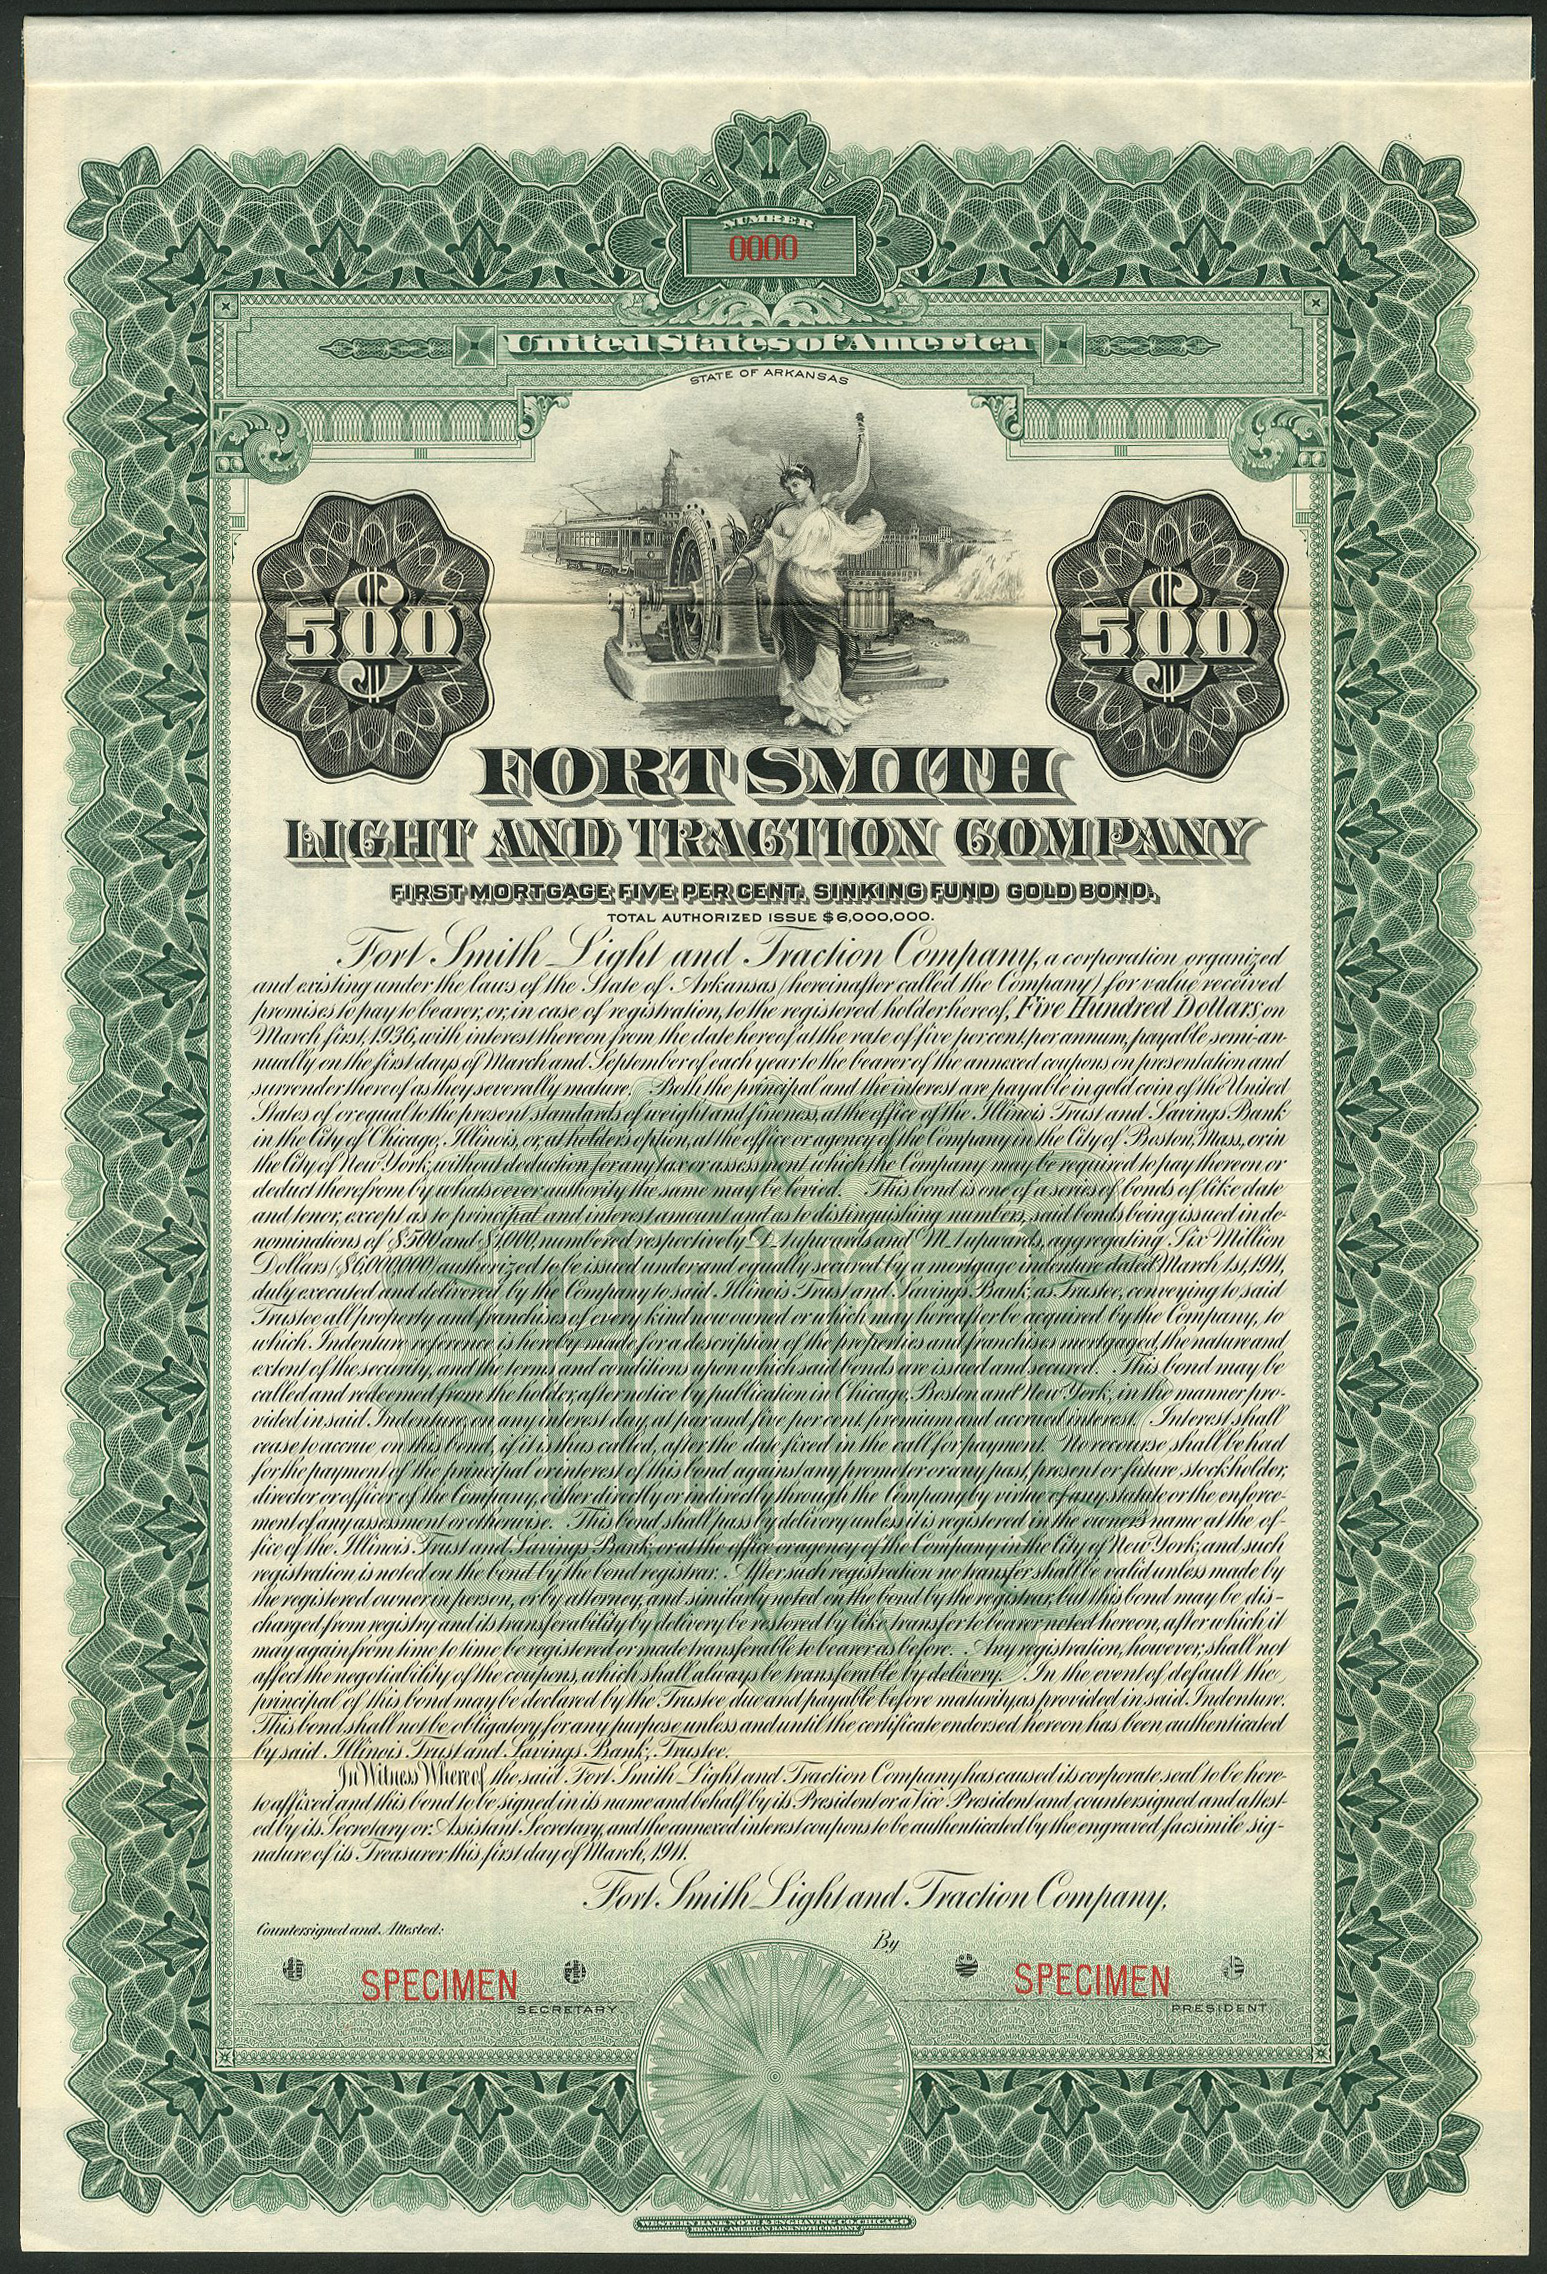 NUMBER
0000
United States of America
STATE OF ARKANSAS
$500 $500
FORT SMITH
LIGHT AND TRACTION COMPANY
FIRST MORTGAGE FIVE PER CENT. SINKING FUND GOLD BOND.
TOTAL AUTHORIZED ISSUE $6,000,000.
Fort Smith Light and Traction Company, a corporation organized
and existing under the laws of the State of Arkansas (hereinafter called the Company) for value received
promises to pay to bearer, or, in case of registration, to the registered holder hereof, Five Hundred Dollars, on
March first, 1936, with interest thereon from the date hereof at the rate of five per cent. per annum, payable semi-an-
nually on the first days of March and September of each year to the bearer of the annexed coupons on presentation and
surrender thereof as they severally mature. Both the principal and the interest are payable in gold coin of the United
States of or equal to the present standards of weight and fineness, at the office of the Illinois Trust and Savings Bank
in the City of Chicago, Illinois, or, at holder's option, at the office or agency of the Company in the City of Boston, Mass., or in
the City of New York, without deduction for any tax or assessment which the Company may be required to pay thereon or
deduct therefrom by whatsoever authority the same may be levied. This bond is one of a series of bonds of like date
and tenor, except as to principal and interest amount and as to distinguishing numbers, said bonds being issued in de-
nominations of $500 and $1,000, numbered respectively D-1 upwards and M-1 upwards, aggregating Six Million
Dollars ($6,000,000) authorized to be issued under and equally secured by a mortgage indenture dated March 1st, 1911,
duly executed and delivered by the Company to said Illinois Trust and Savings Bank, as Trustee, conveying to said
Trustee all property and franchises of every kind now owned or which may hereafter be acquired by the Company, to
which Indenture reference is hereby made for a description of the properties and franchises mortgaged, the nature and
extent of the security, and the terms and conditions upon which said bonds are issued and secured. This bond may be
called and redeemed from the holder, after notice by publication in Chicago, Boston and New York, in the manner pro-
vided in said Indenture, on any interest day, at par and five per cent. premium and accrued interest. Interest shall
cease to accrue on this bond, if it is thus called, after the date fixed in the call for payment. No recourse shall be had
for the payment of the principal or interest of this bond against any promoter or any past, present or future stockholder,
director or officer of the Company, either directly or indirectly through the Company by virtue of any statute or the enforce-
ment of any assessment or otherwise. This bond shall pass by delivery unless it is registered in the owner's name at the of-
fice of the Illinois Trust and Savings Bank, or at the office or agency of the Company in the City of New York, and such
registration is noted on the bond by the bond registrar. After such registration no transfer shall be valid unless made by
the registered owner in person, or by attorney, and similarly noted on the bond by the registrar, but this bond may be dis-
charged from registry and its transferability by delivery be restored by like transfer to bearer noted hereon, after which it
may again from time to time be registered or made transferable to bearer as before. Any registration, however, shall not
affect the negotiability of the coupons, which shall always be transferable by delivery. In the event of default the
principal of this bond may be declared by the Trustee due and payable before maturity as provided in said Indenture.
This bond shall not be obligatory for any purpose unless and until the certificate endorsed hereon has been authenticated
by said Illinois Trust and Savings Bank, Trustee.
In Witness Whereof the said Fort Smith Light and Traction Company has caused its corporate seal to be here-
to affixed and this bond to be signed in its name and behalf by its President or a Vice President and countersigned and attest-
ed by its Secretary or Assistant Secretary, and the annexed interest coupons to be authenticated by the engraved facsimile sig-
nature of its Treasurer, this first day of March, 1911.
Fort Smith Light and Traction Company,
Countersigned and Attested:
By
SPECIMEN SPECIMEN
SECRETARY PRESIDENT
WESTERN BANK NOTE & ENGRAVING CO. CHICAGO
BRANCH-AMERICAN BANK NOTE COMPANY